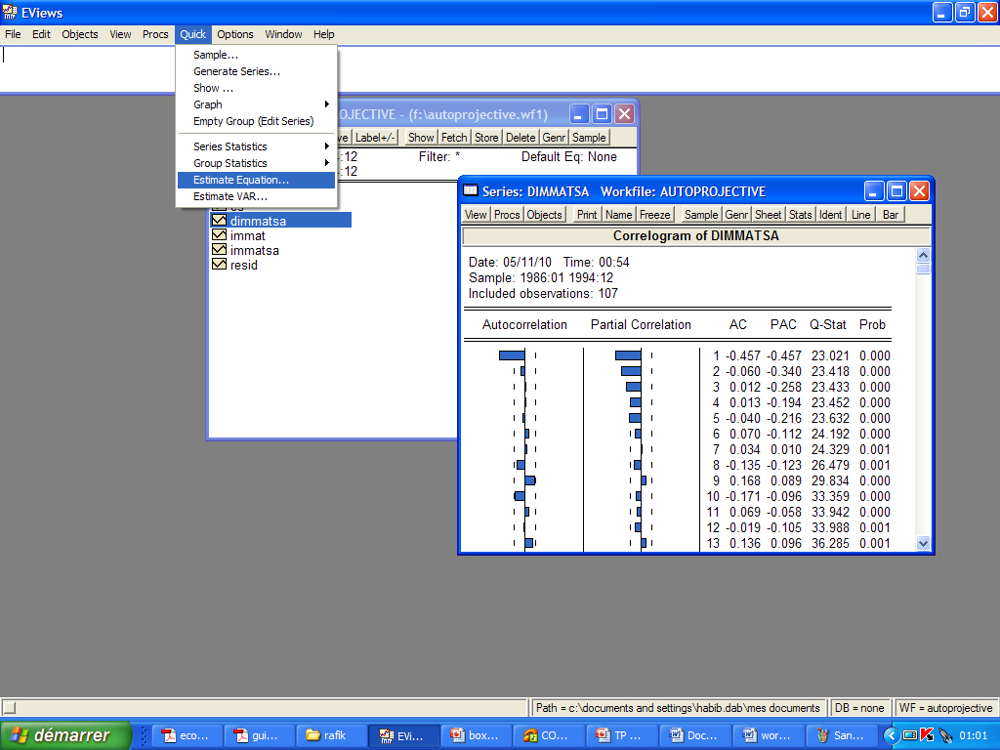 EViews
File Edit Objects View Procs Quick Options Window Help
Sample...
Generate Series...
Show ...
Graph
Empty Group (Edit Series)
Series Statistics
Group Statistics
Estimate Equation...
Estimate VAR...
OJECTIVE - (f:\autoprojective.wf1)
ve Label+/- Show Fetch Store Delete Genr Sample
:12 Filter: * Default Eq: None
:12
dimmatsa
immat
immatsa
resid
Series: DIMMATSA Workfile: AUTOPROJECTIVE
View Procs Objects Print Name Freeze Sample Genr Sheet Stats Ident Line Bar
Correlogram of DIMMATSA
Date: 05/11/10 Time: 00:54
Sample: 1986:01 1994:12
Included observations: 107
Autocorrelation Partial Correlation AC PAC Q-Stat Prob
1 -0.457 -0.457 23.021 0.000
2 -0.060 -0.340 23.418 0.000
3 0.012 -0.258 23.433 0.000
4 0.013 -0.194 23.452 0.000
5 -0.040 -0.216 23.632 0.000
6 0.070 -0.112 24.192 0.000
7 0.034 0.010 24.329 0.001
8 -0.135 -0.123 26.479 0.001
9 0.168 0.089 29.834 0.000
10 -0.171 -0.096 33.359 0.000
11 0.069 -0.058 33.942 0.000
12 -0.019 -0.105 33.988 0.001
13 0.136 0.096 36.285 0.001
Path = c:\documents and settings\habib.dab\mes documents DB = none WF = autoprojective
démarrer eco... gui... rafik EVi... box... CO... TP ... Doc... wor... San... 01:01